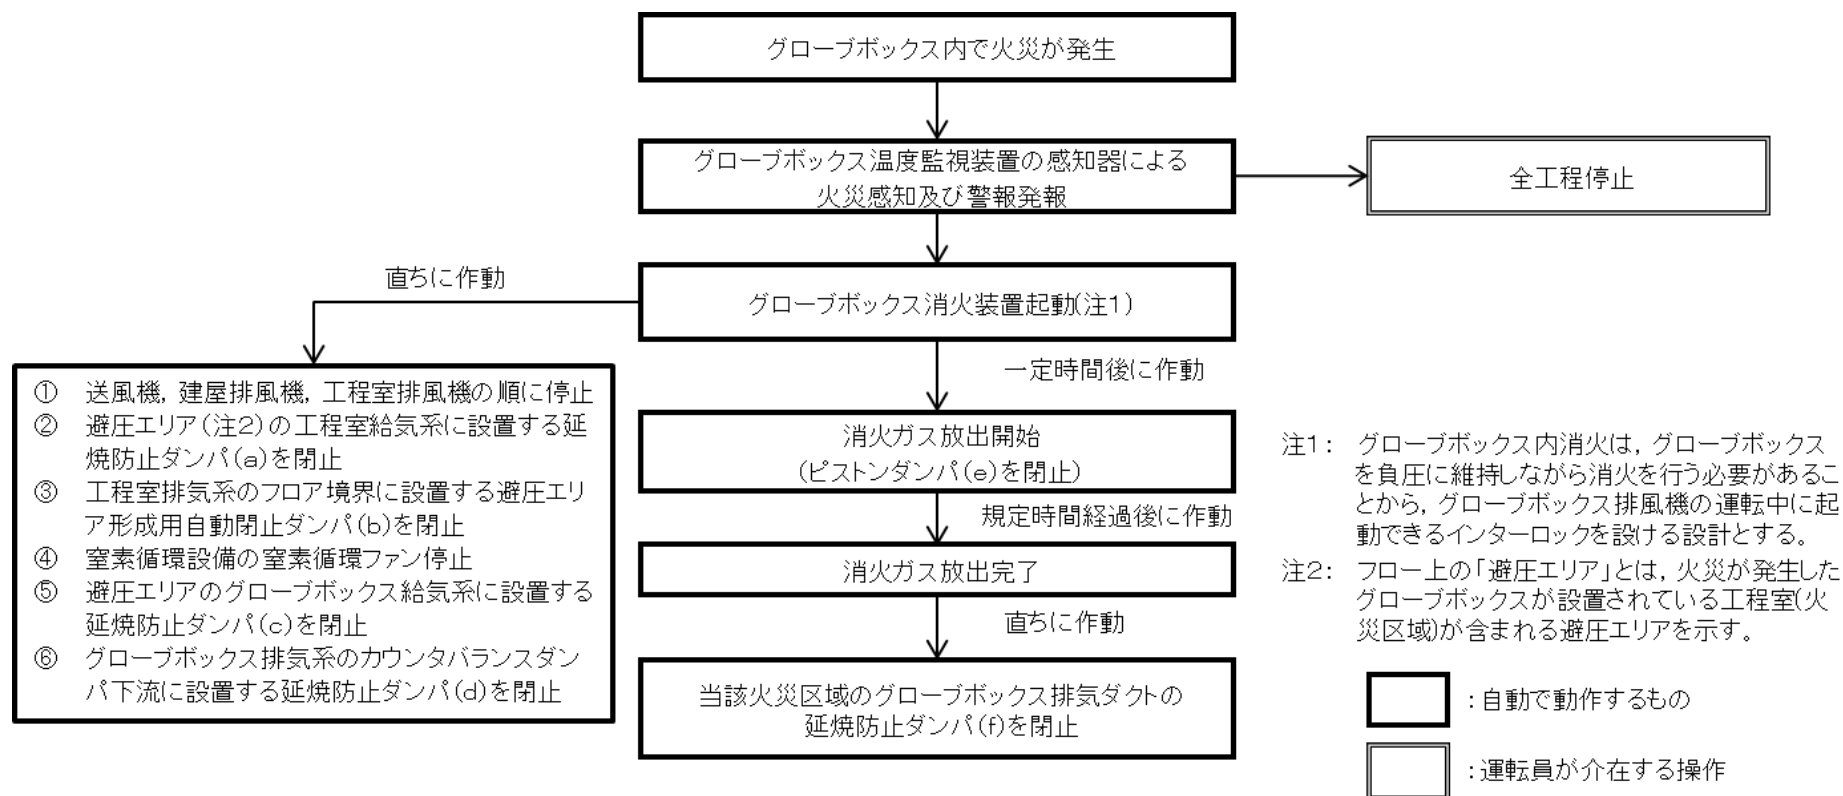 グローブボックス内で火災が発生
グローブボックス温度監視装置の感知器による
火災感知及び警報発報
全工程停止
直ちに作動
グローブボックス消火装置起動(注1)
一定時間後に作動
① 送風機，建屋排風機，工程室排風機の順に停止
② 避圧エリア(注2)の工程室給気系に設置する延
焼防止ダンパ(a)を閉止
③ 工程室排気系のフロア境界に設置する避圧エリ
ア形成用自動閉止ダンパ(b)を閉止
④ 窒素循環設備の窒素循環ファン停止
⑤ 避圧エリアのグローブボックス給気系に設置する
延焼防止ダンパ(c)を閉止
⑥ グローブボックス排気系のカウンタバランスダン
パ下流に設置する延焼防止ダンパ(d)を閉止
消火ガス放出開始
(ピストンダンパ(e)を閉止)
規定時間経過後に作動
消火ガス放出完了
直ちに作動
当該火災区域のグローブボックス排気ダクトの
延焼防止ダンパ(f)を閉止
注1： グローブボックス内消火は，グローブボックス
を負圧に維持しながら消火を行う必要があるこ
とから，グローブボックス排風機の運転中に起
動できるインターロックを設ける設計とする。
注2： フロー上の「避圧エリア」とは，火災が発生した
グローブボックスが設置されている工程室(火
災区域)が含まれる避圧エリアを示す。
：自動で動作するもの
：運転員が介在する操作